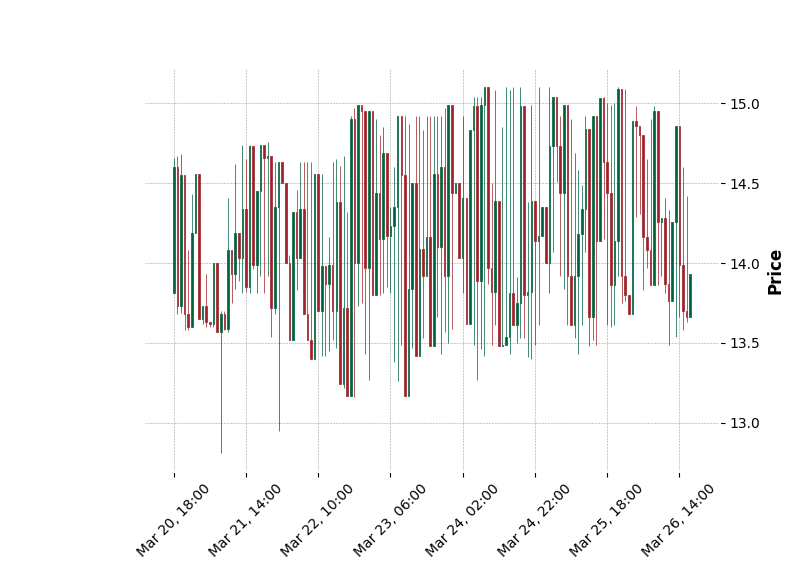 15.0
14.5
14.0
13.5
13.0
Price
Mar 20, 18:00
Mar 21, 14:00
Mar 22, 10:00
Mar 23, 06:00
Mar 24, 02:00
Mar 24, 22:00
Mar 25, 18:00
Mar 26, 14:00